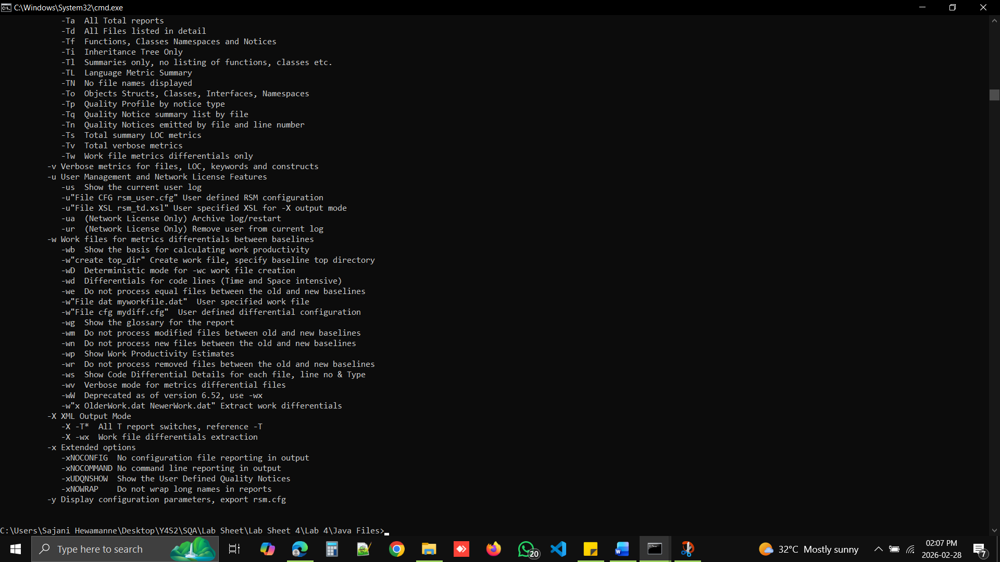 C:\Windows\System32\cmd.exe
-Ta  All Total reports
-Td  All Files listed in detail
-Tf  Functions, Classes Namespaces and Notices
-Ti  Inheritance Tree Only
-Tl  Summaries only, no listing of functions, classes etc.
-TL  Language Metric Summary
-TN  No file names displayed
-To  Objects Structs, Classes, Interfaces, Namespaces
-Tp  Quality Profile by notice type
-Tq  Quality Notice summary list by file
-Tn  Quality Notices emitted by file and line number
-Ts  Total summary LOC metrics
-Tv  Total verbose metrics
-Tw  Work file metrics differentials only
-v Verbose metrics for files, LOC, keywords and constructs
-u User Management and Network License Features
-us  Show the current user log
-u"File CFG rsm_user.cfg" User defined RSM configuration
-u"File XSL rsm_td.xsl" User specified XSL for -X output mode
-ua  (Network License Only) Archive log/restart
-ur  (Network License Only) Remove user from current log
-w Work files for metrics differentials between baselines
-wb  Show the basis for calculating work productivity
-w"create top_dir" Create work file, specify baseline top directory
-wD  Deterministic mode for -wc work file creation
-wd  Differentials for code lines (Time and Space intensive)
-we  Do not process equal files between the old and new baselines
-w"File dat myworkfile.dat"  User specified work file
-w"File cfg mydiff.cfg"  User defined differential configuration
-wg  Show the glossary for the report
-wm  Do not process modified files between old and new baselines
-wn  Do not process new files between the old and new baselines
-wp  Show Work Productivity Estimates
-wr  Do not process removed files between the old and new baselines
-ws  Show Code Differential Details for each file, line no & Type
-wv  Verbose mode for metrics differential files
-wW  Deprecated as of version 6.52, use -wx
-w"x OlderWork.dat NewerWork.dat" Extract work differentials
-X XML Output Mode
-X -T*  All T report switches, reference -T
-X -wx  Work file differentials extraction
-x Extended options
-xNOCONFIG  No configuration file reporting in output
-xNOCOMMAND No command line reporting in output
-xUDQNSHOW  Show the User Defined Quality Notices
-xNOWRAP    Do not wrap long names in reports
-y Display configuration parameters, export rsm.cfg
C:\Users\Sajani Hewamanne\Desktop\Y4S2\SQA\Lab Sheet\Lab Sheet 4\Lab 4\Java Files>
Type here to search
20
32°C  Mostly sunny
02:07 PM
2026-02-28
7